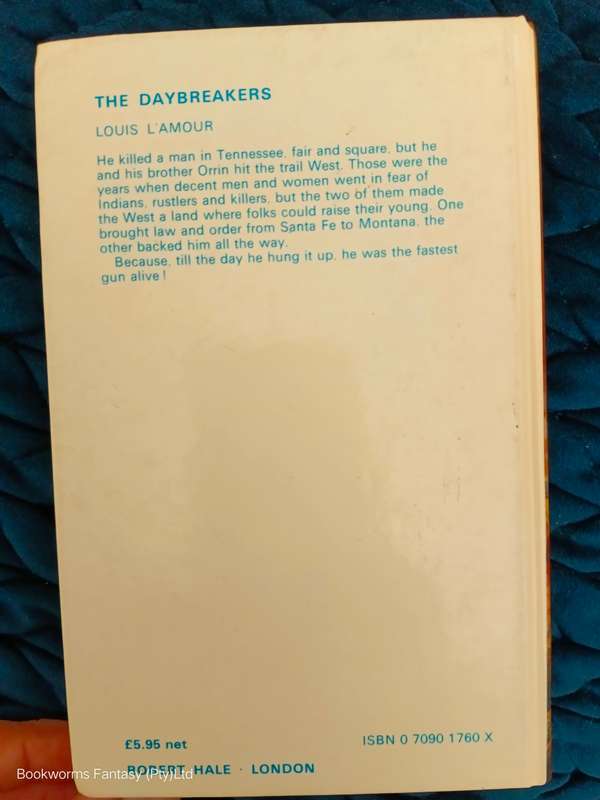 THE DAYBREAKERS
LOUIS L'AMOUR
He killed a man in Tennessee, fair and square, but he
and his brother Orrin hit the trail West. Those were the
years when decent men and women went in fear of
Indians, rustlers and killers, but the two of them made
the West a land where folks could raise their young. One
brought law and order from Santa Fe to Montana, the
other backed him all the way.
Because, till the day he hung it up, he was the fastest
gun alive!
£5.95 net
ISBN 0 7090 1760 X
ROBERT HALE · LONDON
Bookworms Fantasy (Pty)Ltd